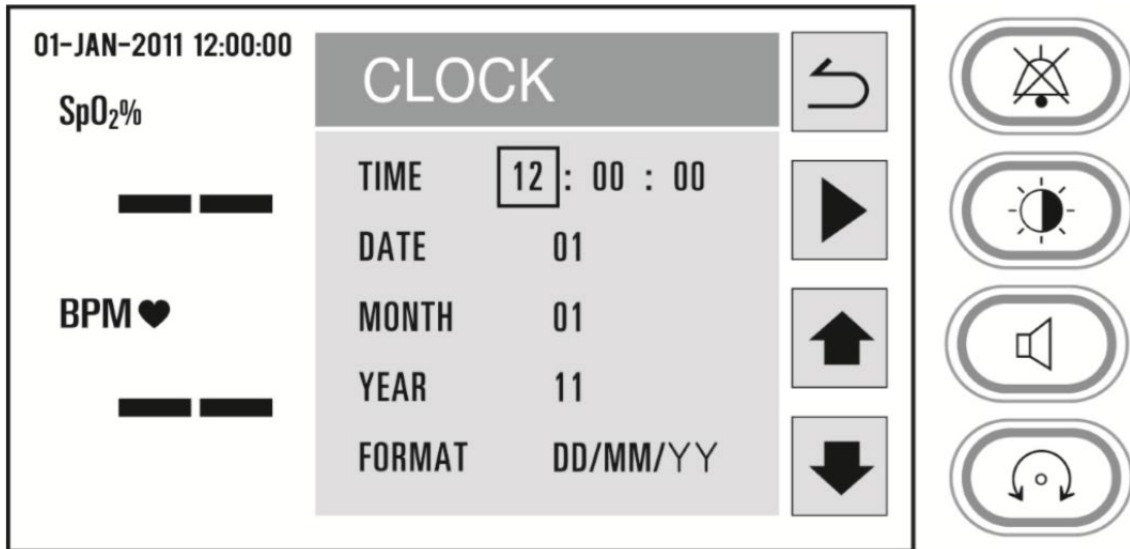 01-JAN-2011 12:00:00
SpO₂%
-- 
BPM♥
--
CLOCK
TIME 12 : 00 : 00
DATE 01
MONTH 01
YEAR 11
FORMAT DD/MM/YY